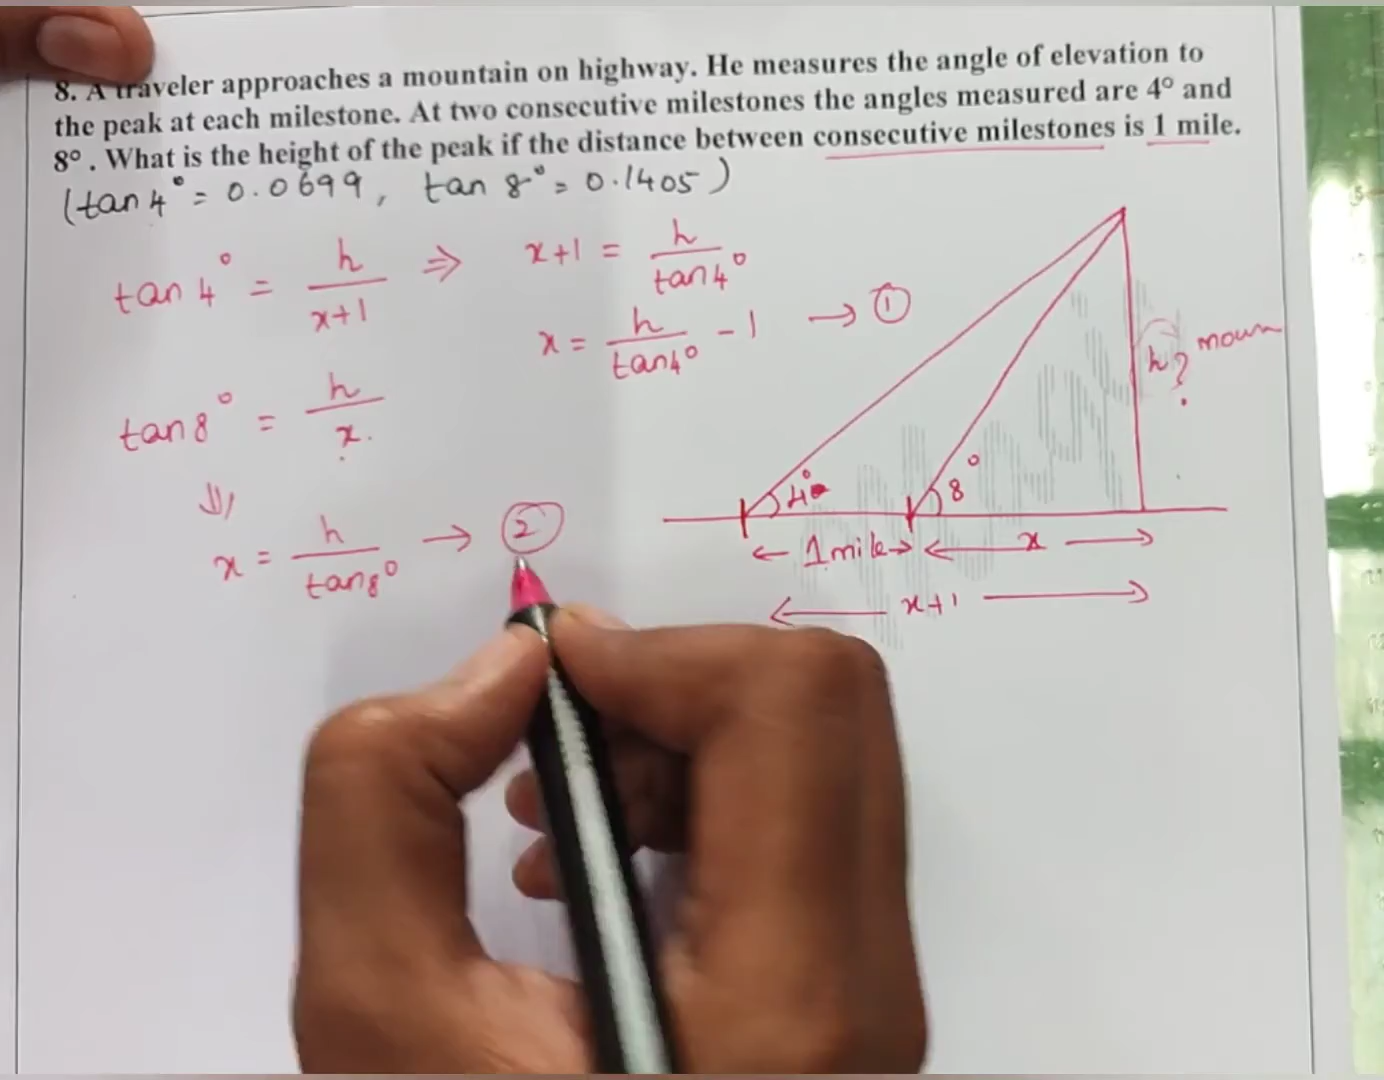 8. A traveler approaches a mountain on highway. He measures the angle of elevation to
the peak at each milestone. At two consecutive milestones the angles measured are 4° and
8° . What is the height of the peak if the distance between consecutive milestones is 1 mile.
(tan 4° = 0.0699, tan 8° = 0.1405)
tan 4° = h/(x+1) ⇒ x+1 = h/tan4°
x = h/tan4° - 1 → ①
tan 8° = h/x.
⇓
x = h/tan8° → ②
h? moun
4°
8°
← 1 mile → ← x →
← x+1 →